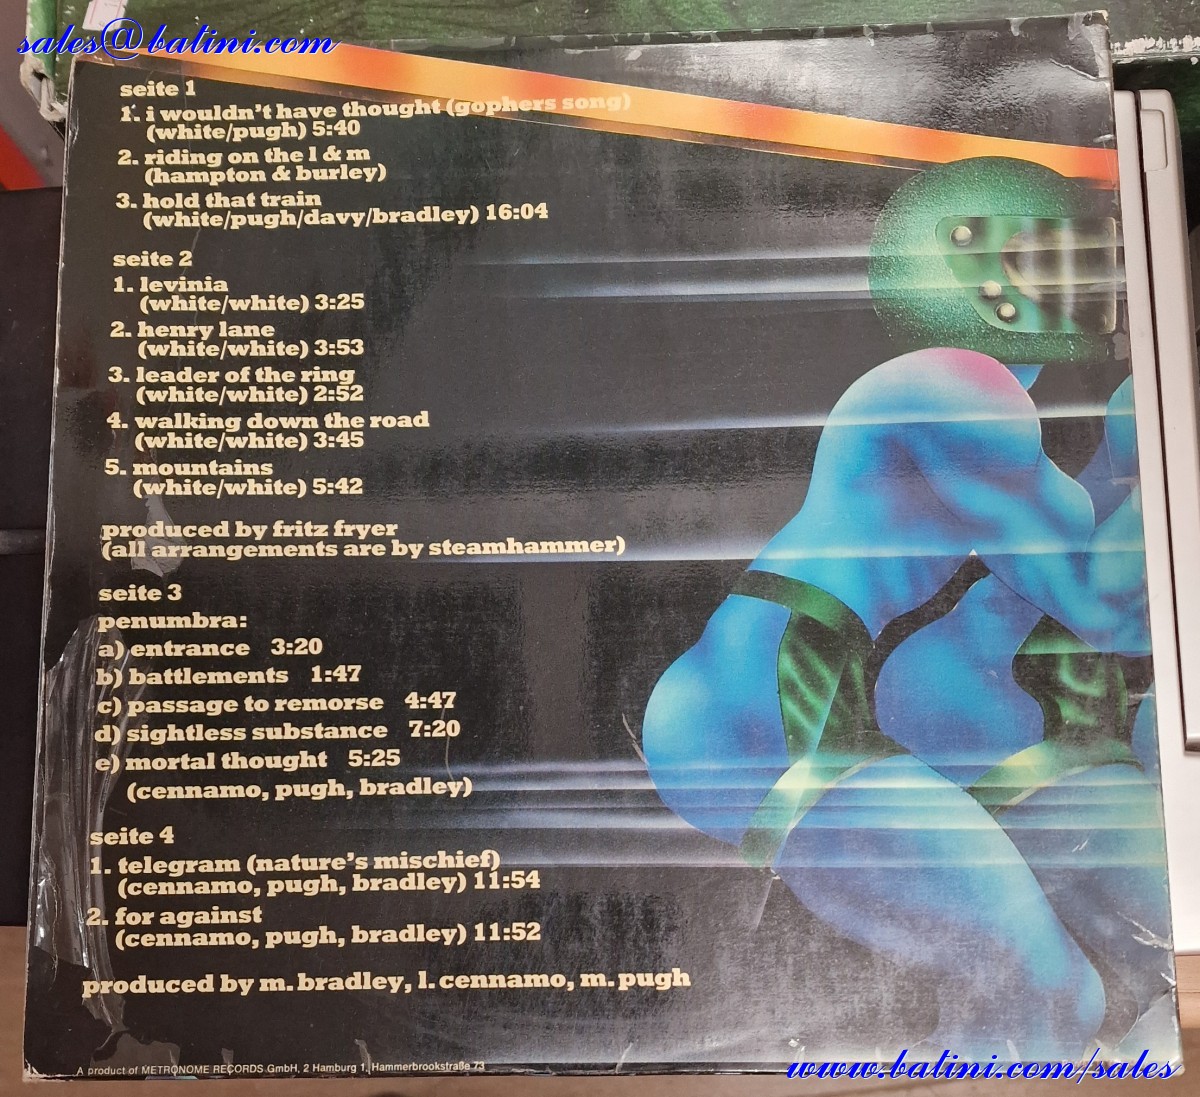 sales@batini.com
seite 1
1. i wouldn't have thought (gophers song)
(white/pugh) 5:40
2. riding on the l & m
(hampton & burley)
3. hold that train
(white/pugh/davy/bradley) 16:04
seite 2
1. levinia
(white/white) 3:25
2. henry lane
(white/white) 3:53
3. leader of the ring
(white/white) 2:52
4. walking down the road
(white/white) 3:45
5. mountains
(white/white) 5:42
produced by fritz fryer
(all arrangements are by steamhammer)
seite 3
penumbra:
a) entrance 3:20
b) battlements 1:47
c) passage to remorse 4:47
d) sightless substance 7:20
e) mortal thought 5:25
(cennamo, pugh, bradley)
seite 4
1. telegram (nature's mischief)
(cennamo, pugh, bradley) 11:54
2. for against
(cennamo, pugh, bradley) 11:52
produced by m. bradley, l. cennamo, m. pugh
A product of METRONOME RECORDS GmbH, 2 Hamburg 1, Hammerbrookstraße 73
www.batini.com/sales